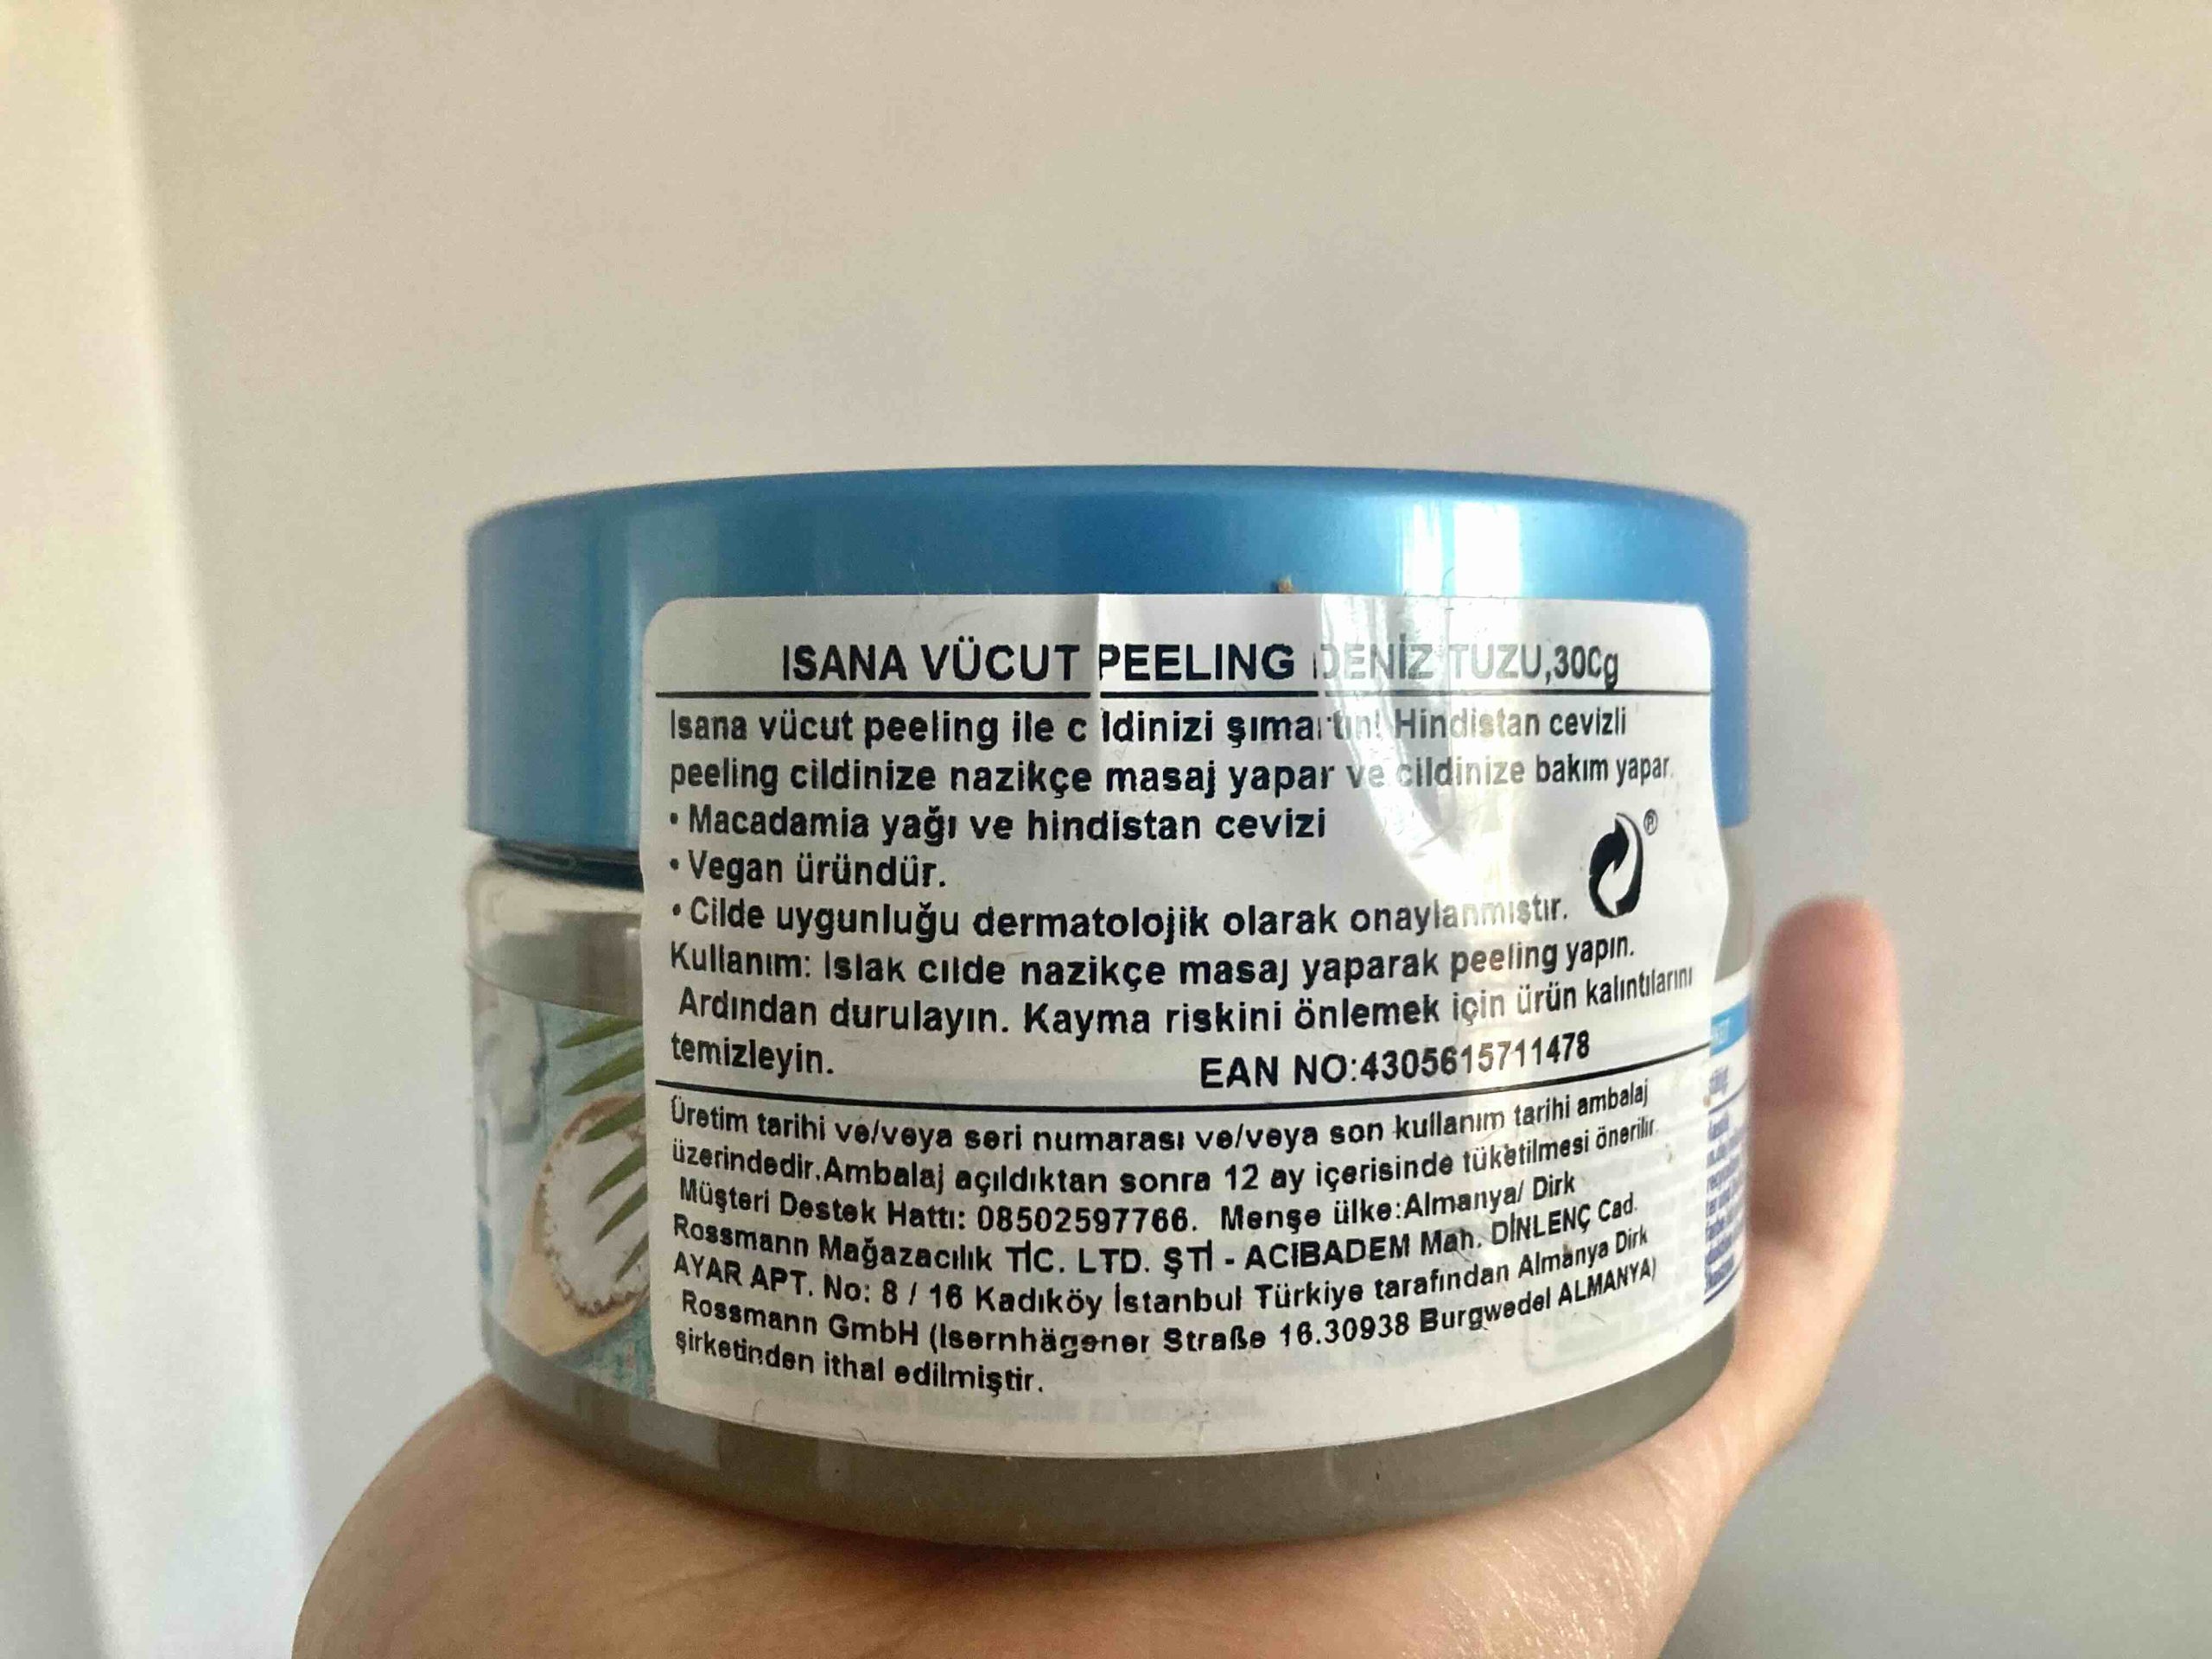 ISANA VÜCUT PEELING DENİZ TUZU,300g
Isana vücut peeling ile cildinizi şımartın! Hindistan cevizli
peeling cildinize nazikçe masaj yapar ve cildinize bakım yapar.
• Macadamia yağı ve hindistan cevizi
• Vegan üründür.
• Cilde uygunluğu dermatolojik olarak onaylanmıştır.
Kullanım: Islak cilde nazikçe masaj yaparak peeling yapın.
Ardından durulayın. Kayma riskini önlemek için ürün kalıntılarını
temizleyin.
EAN NO:4305615711478
Üretim tarihi ve/veya seri numarası ve/veya son kullanım tarihi ambalaj
üzerindedir.Ambalaj açıldıktan sonra 12 ay içerisinde tüketilmesi önerilir.
Müşteri Destek Hattı: 08502597766. Menşe ülke:Almanya/ Dirk
Rossmann Mağazacılık TİC. LTD. ŞTİ - ACIBADEM Mah. DİNLENÇ Cad.
AYAR APT. No: 8 / 16 Kadıköy İstanbul Türkiye tarafından Almanya Dirk
Rossmann GmbH (Isernhägener Straße 16.30938 Burgwedel ALMANYA)
şirketinden ithal edilmiştir.